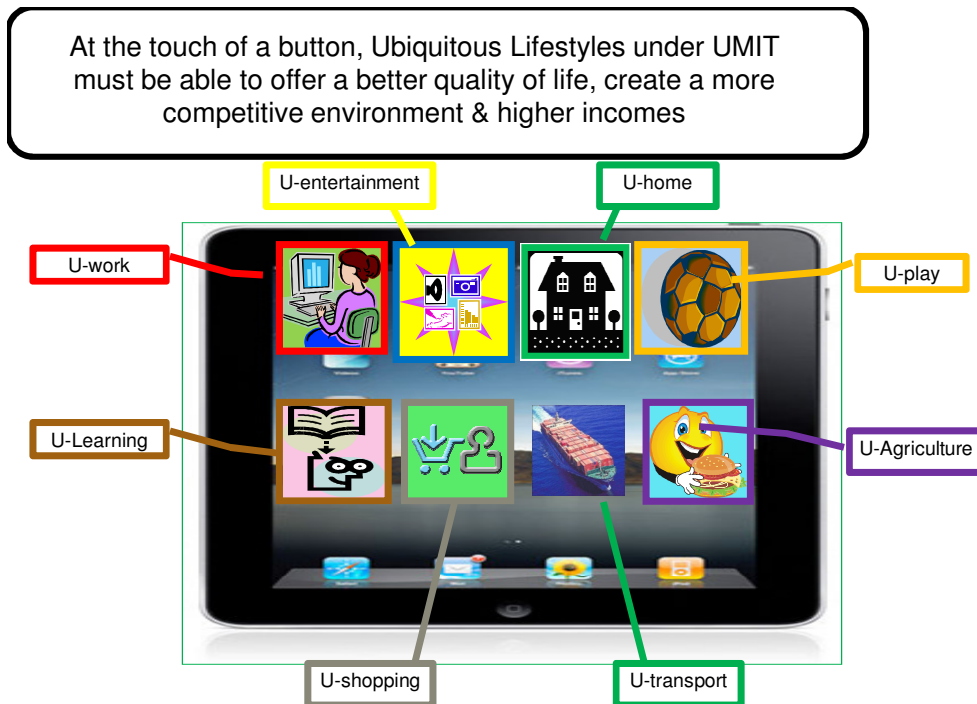 At the touch of a button, Ubiquitous Lifestyles under UMIT
must be able to offer a better quality of life, create a more
competitive environment & higher incomes
U-entertainment
U-home
U-work
U-play
U-Learning
U-Agriculture
U-shopping
U-transport